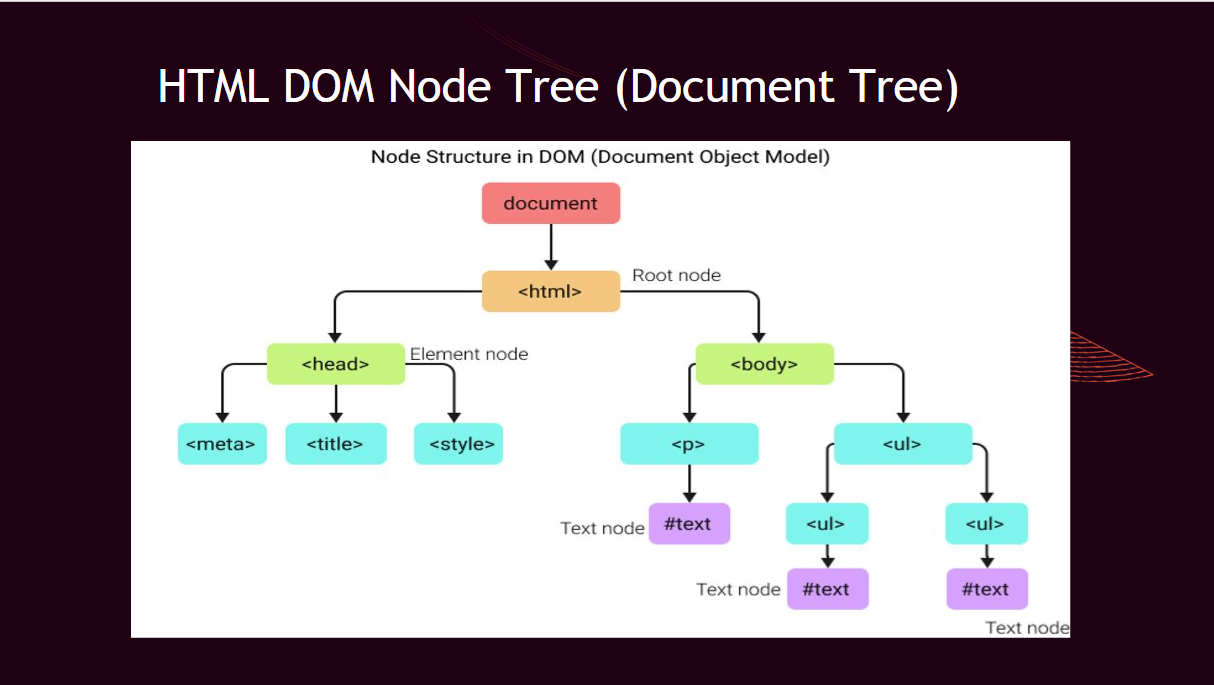 HTML DOM Node Tree (Document Tree)
Node Structure in DOM (Document Object Model)
document
<html>
Root node
<head>
Element node
<body>
<meta>
<title>
<style>
<p>
<ul>
Text node
#text
<ul>
<ul>
Text node
#text
#text
Text node